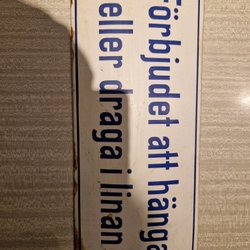 Förbjudet att hänga
eller draga i linan